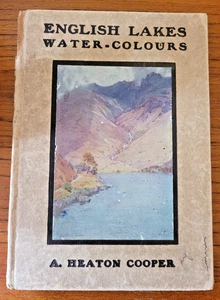 ENGLISH LAKES
WATER-COLOURS
A. HEATON COOPER